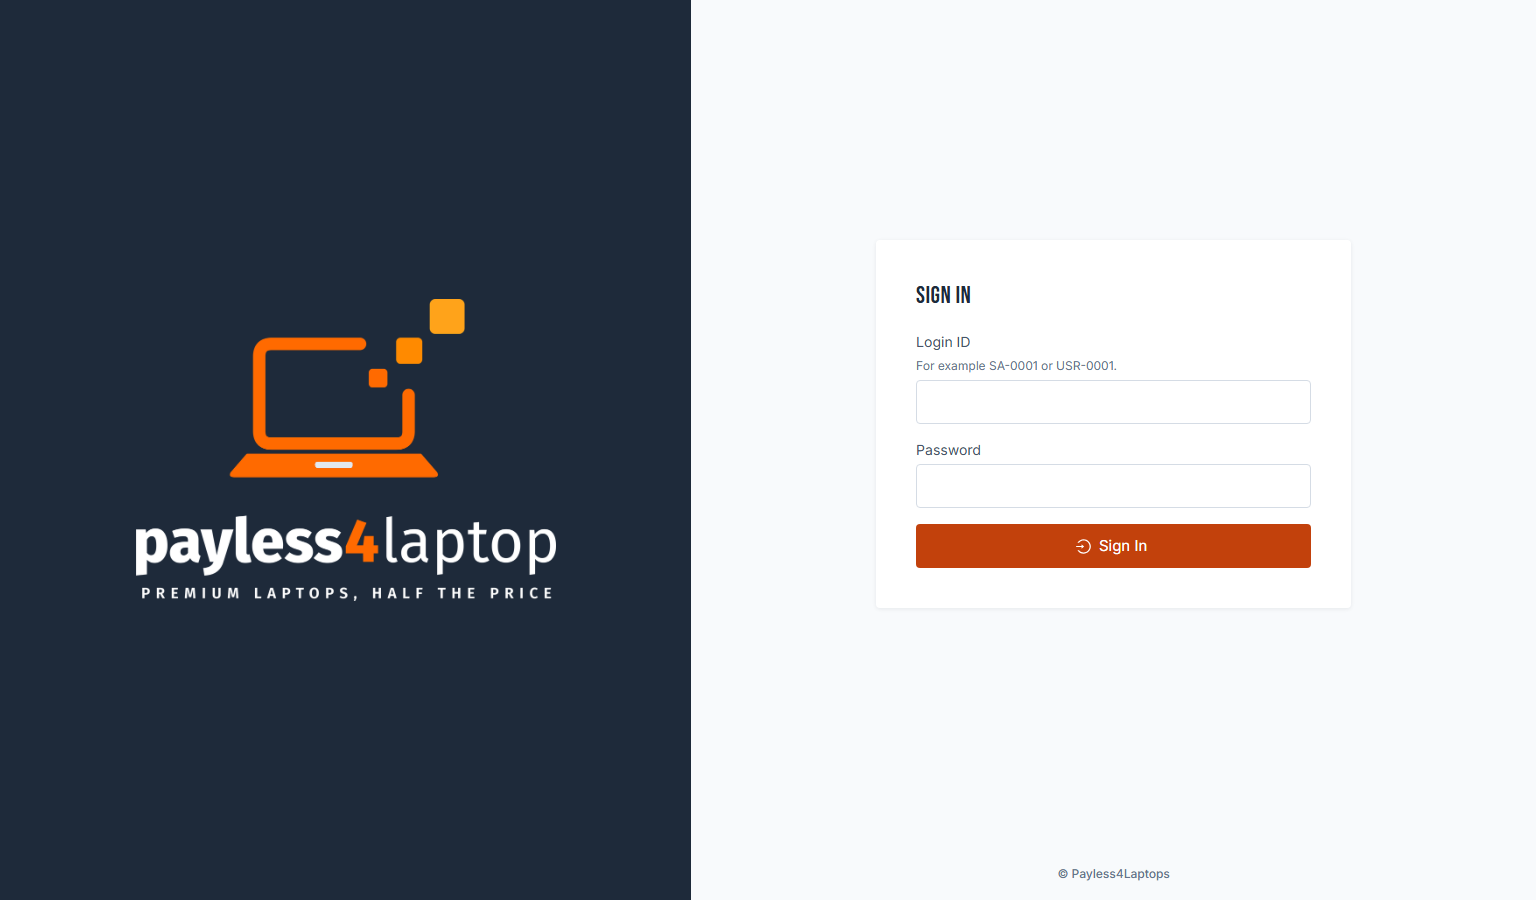 payless4laptop
PREMIUM LAPTOPS, HALF THE PRICE
SIGN IN
Login ID
For example SA-0001 or USR-0001.
Password
Sign In
© Payless4Laptops